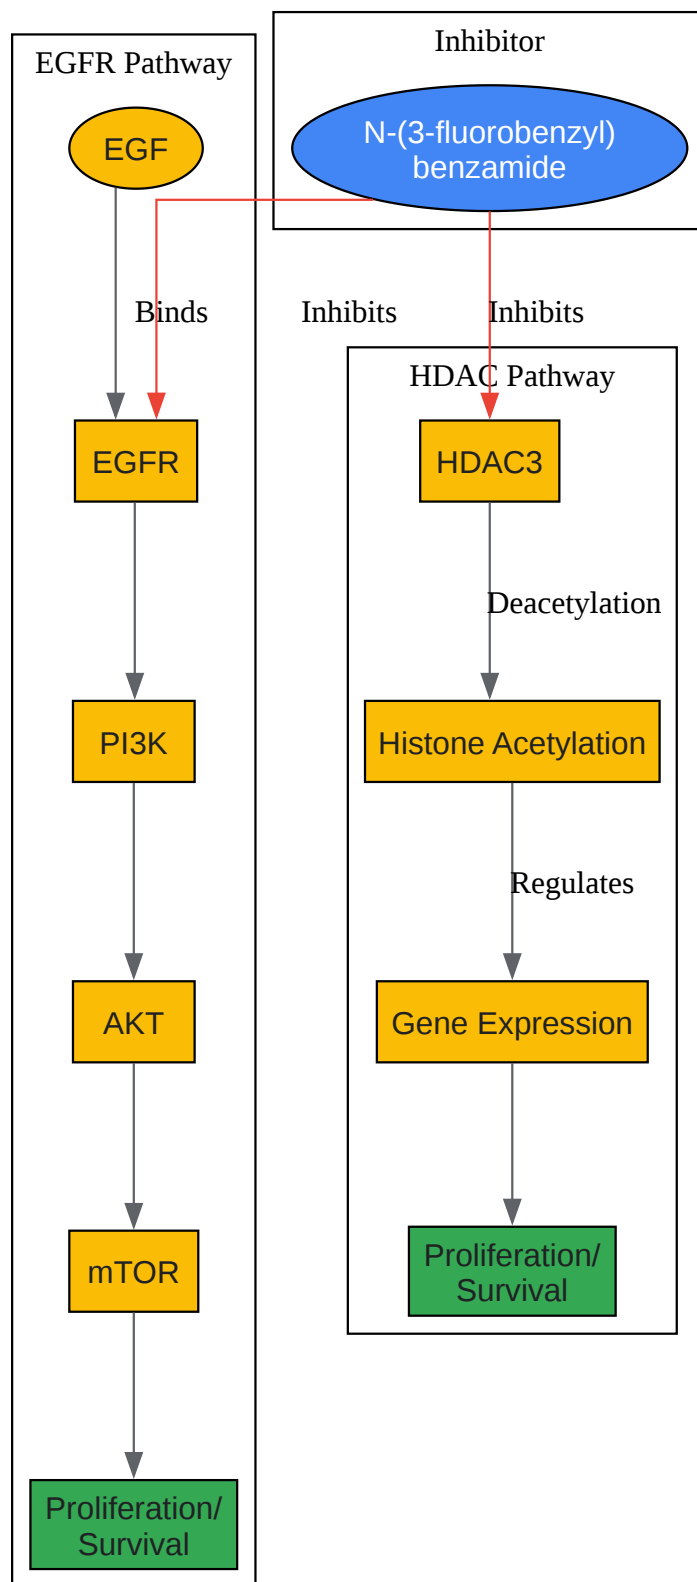 Inhibitor
EGFR Pathway
N-(3-fluorobenzyl)
benzamide
EGF
Binds
Inhibits
Inhibits
HDAC Pathway
EGFR
HDAC3
Deacetylation
PI3K
Histone Acetylation
Regulates
AKT
Gene Expression
mTOR
Proliferation/
Survival
Proliferation/
Survival